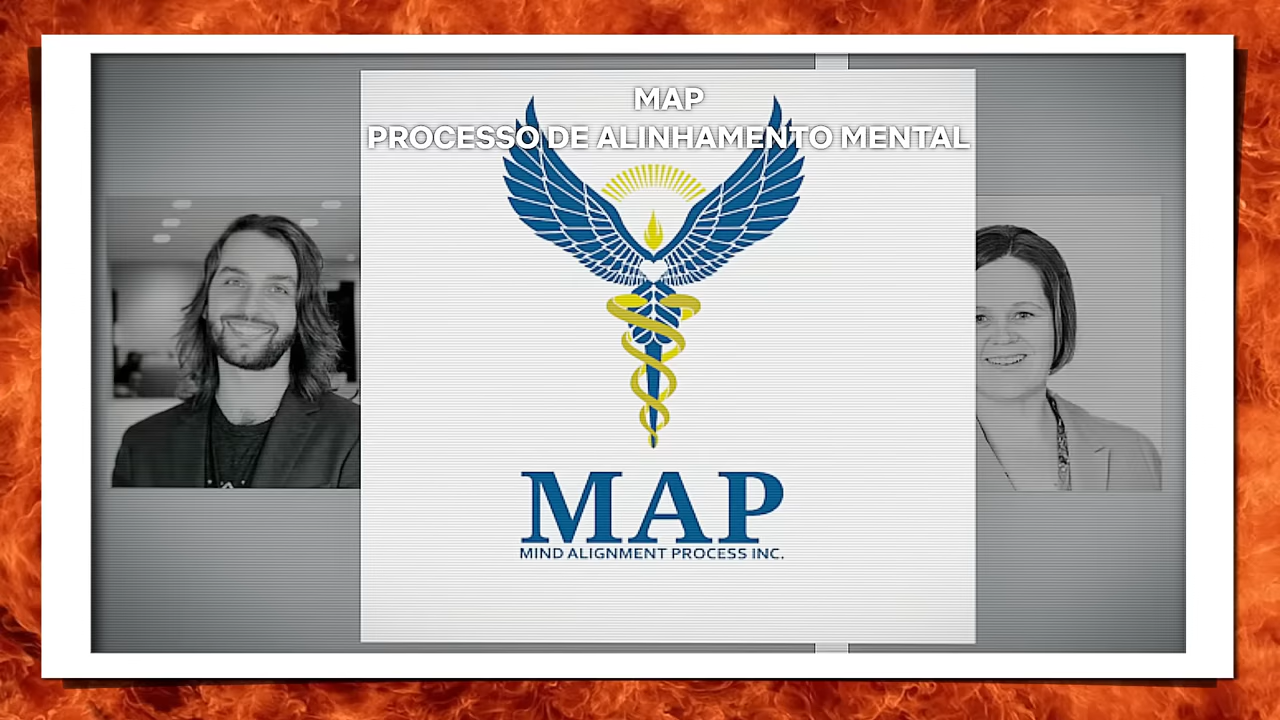 MAP
PROCESSO DE ALINHAMENTO MENTAL
MAP
MIND ALIGNMENT PROCESS INC.